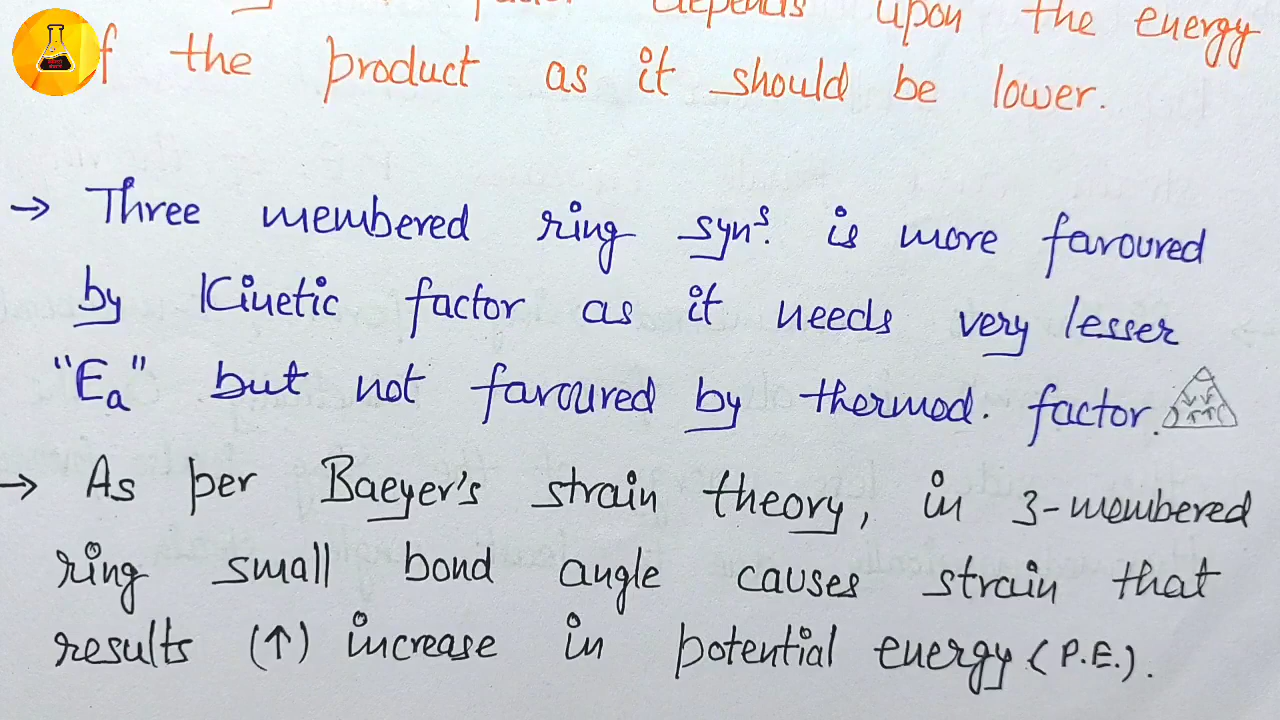 depends upon the energy
of the product as it should be lower.
→ Three membered ring synˢ. is more favoured
by Kinetic factor as it needs very lesser
"Eₐ" but not favoured by thermod. factor.
→ As per Baeyer's strain theory, in 3-membered
ring small bond angle causes strain that
results (↑) increase in potential energy (P.E.).